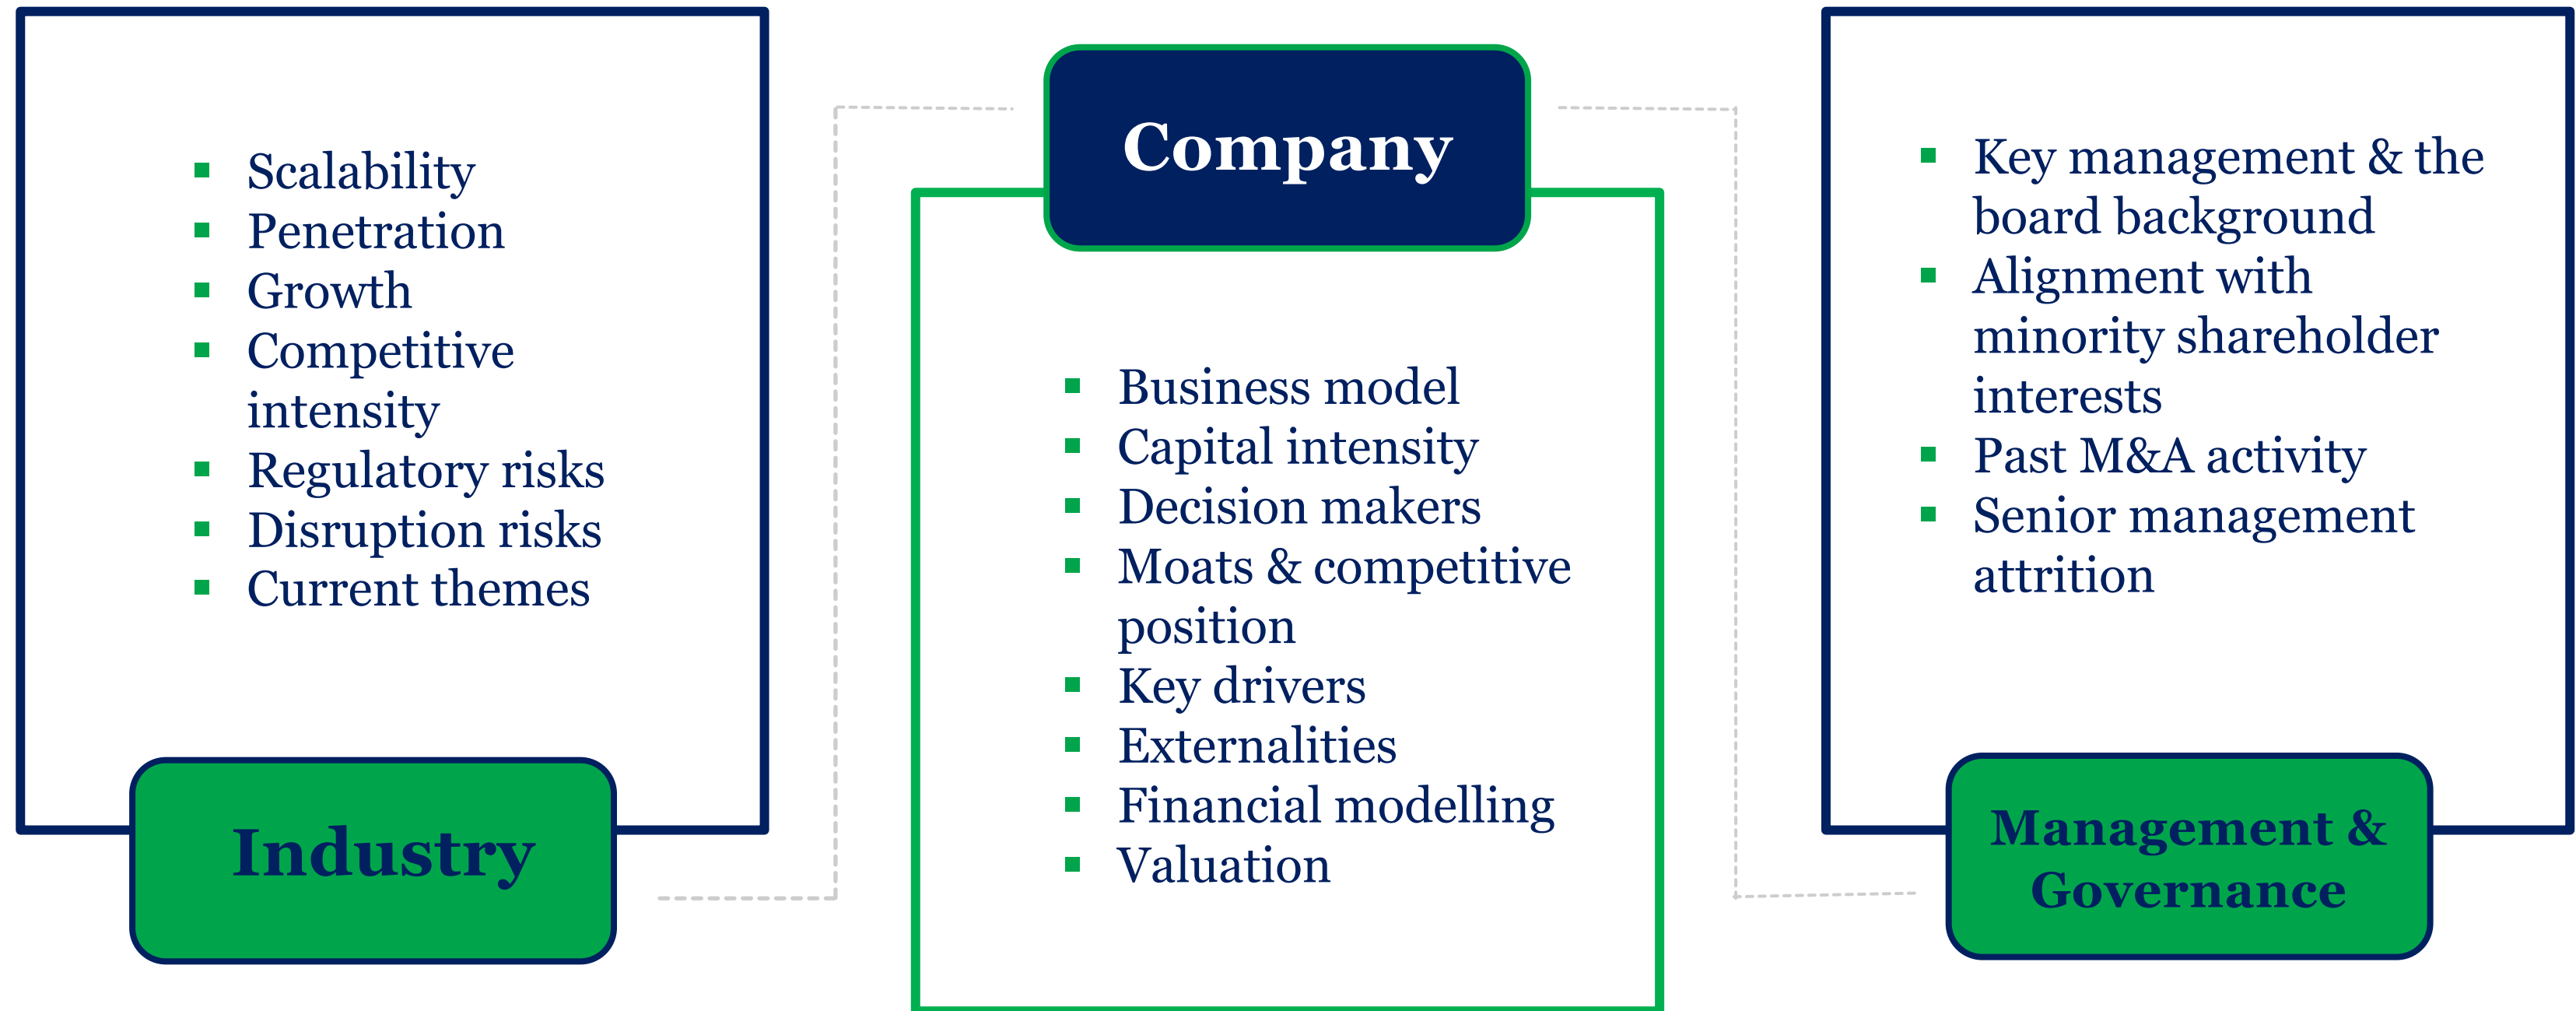 Scalability
Penetration
Growth
Competitive
intensity
Regulatory risks
Disruption risks
Current themes
Industry
Company
Business model
Capital intensity
Decision makers
Moats & competitive
position
Key drivers
Externalities
Financial modelling
Valuation
Key management & the
board background
Alignment with
minority shareholder
interests
Past M&A activity
Senior management
attrition
Management &
Governance